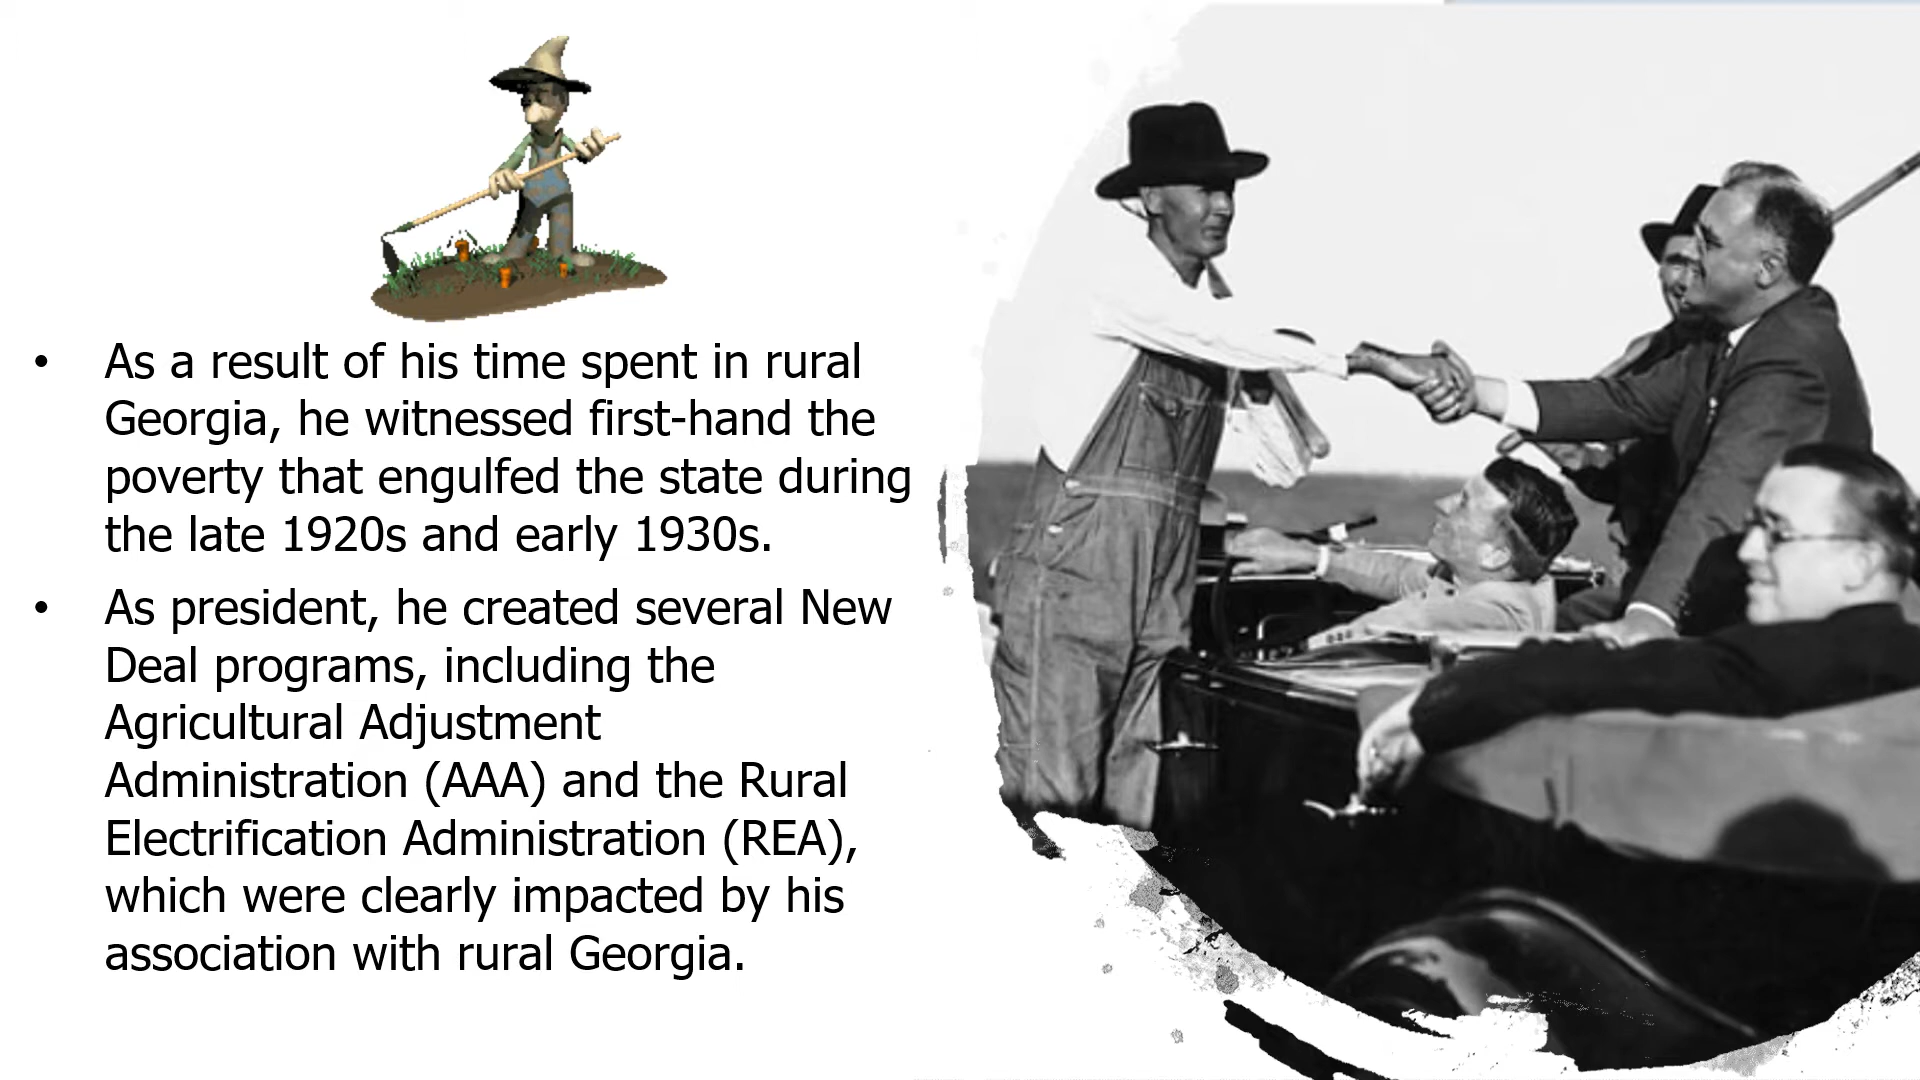 • As a result of his time spent in rural
Georgia, he witnessed first-hand the
poverty that engulfed the state during
the late 1920s and early 1930s.
• As president, he created several New
Deal programs, including the
Agricultural Adjustment
Administration (AAA) and the Rural
Electrification Administration (REA),
which were clearly impacted by his
association with rural Georgia.